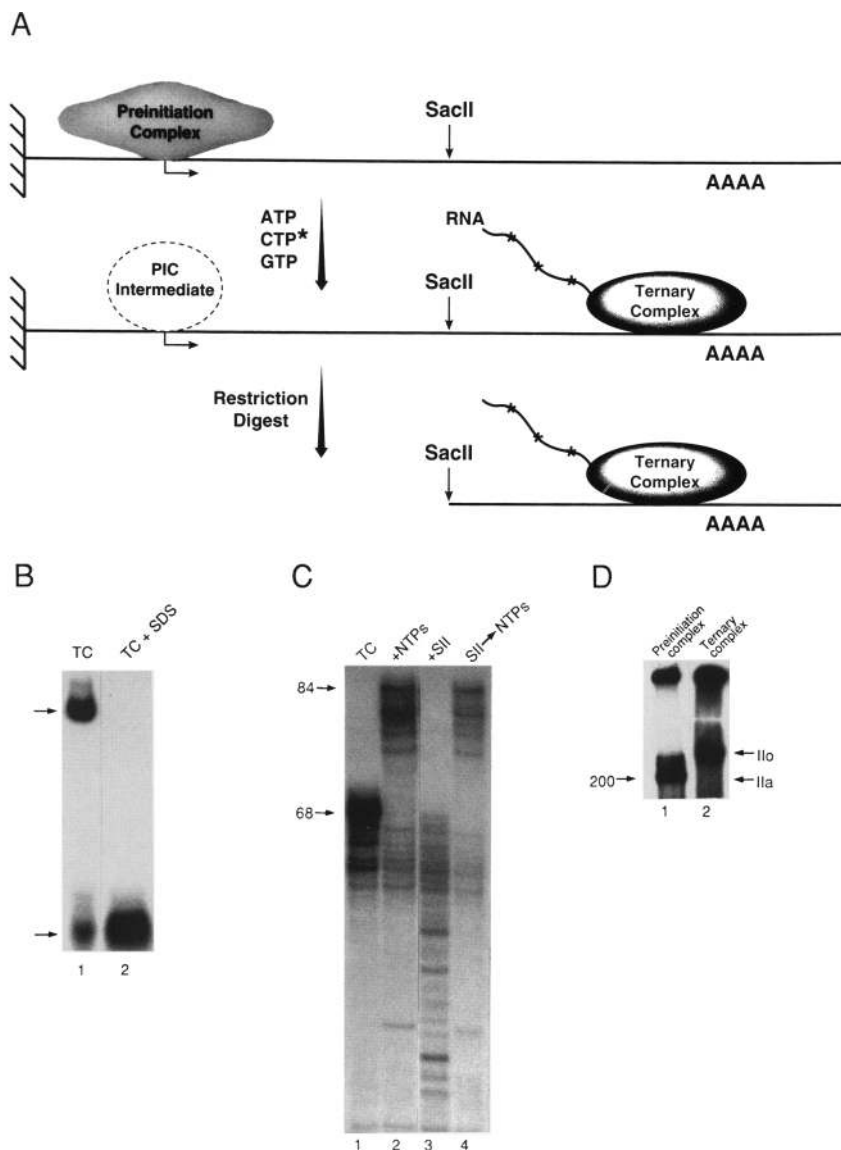 A
Preinitiation
Complex
SacII
AAAA
ATP
CTP*
GTP
RNA
PIC
Intermediate
SacII
Ternary
Complex
AAAA
Restriction
Digest
SacII
Ternary
Complex
AAAA
B
TC
TC + SDS
1
2
C
TC
+NTPs
+SII
SII→NTPs
84
68
1
2
3
4
D
Preinitiation
complex
Ternary
complex
200
IIo
IIa
1
2